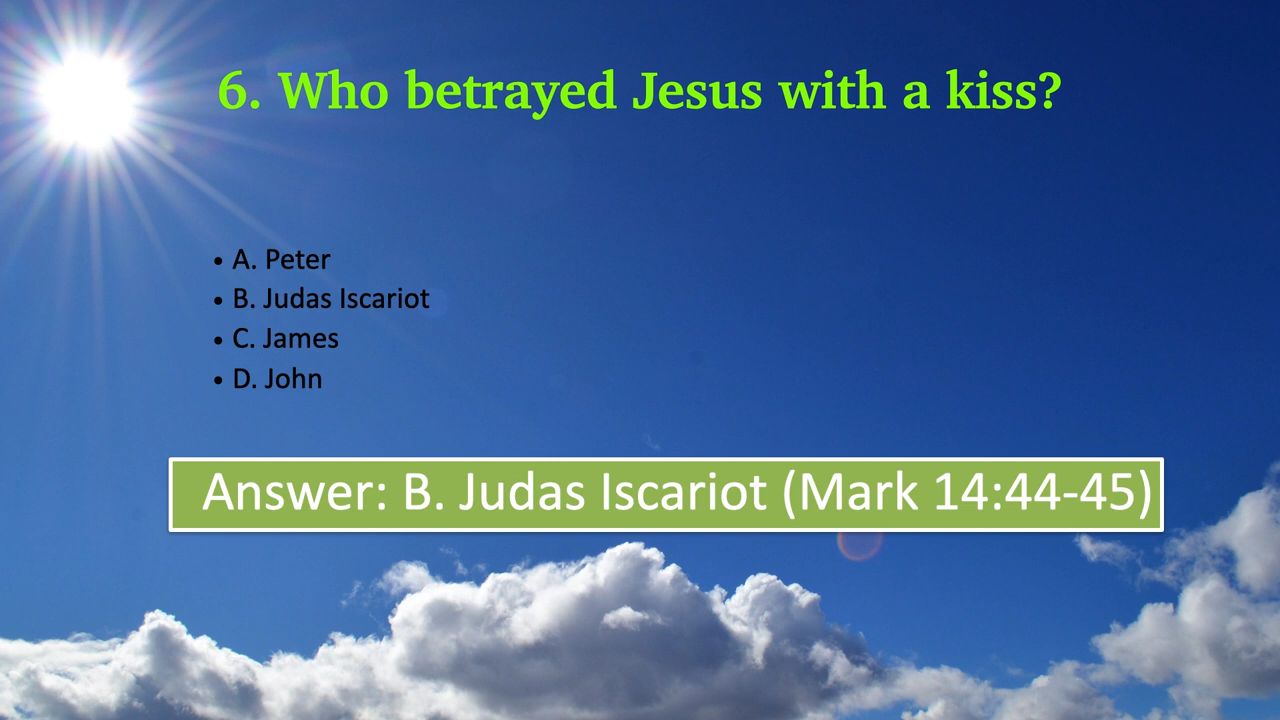 6. Who betrayed Jesus with a kiss?
• A. Peter
• B. Judas Iscariot
• C. James
• D. John
Answer: B. Judas Iscariot (Mark 14:44-45)